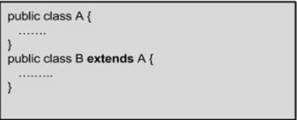 public class A {
.......
}
public class B extends A {
.........
}